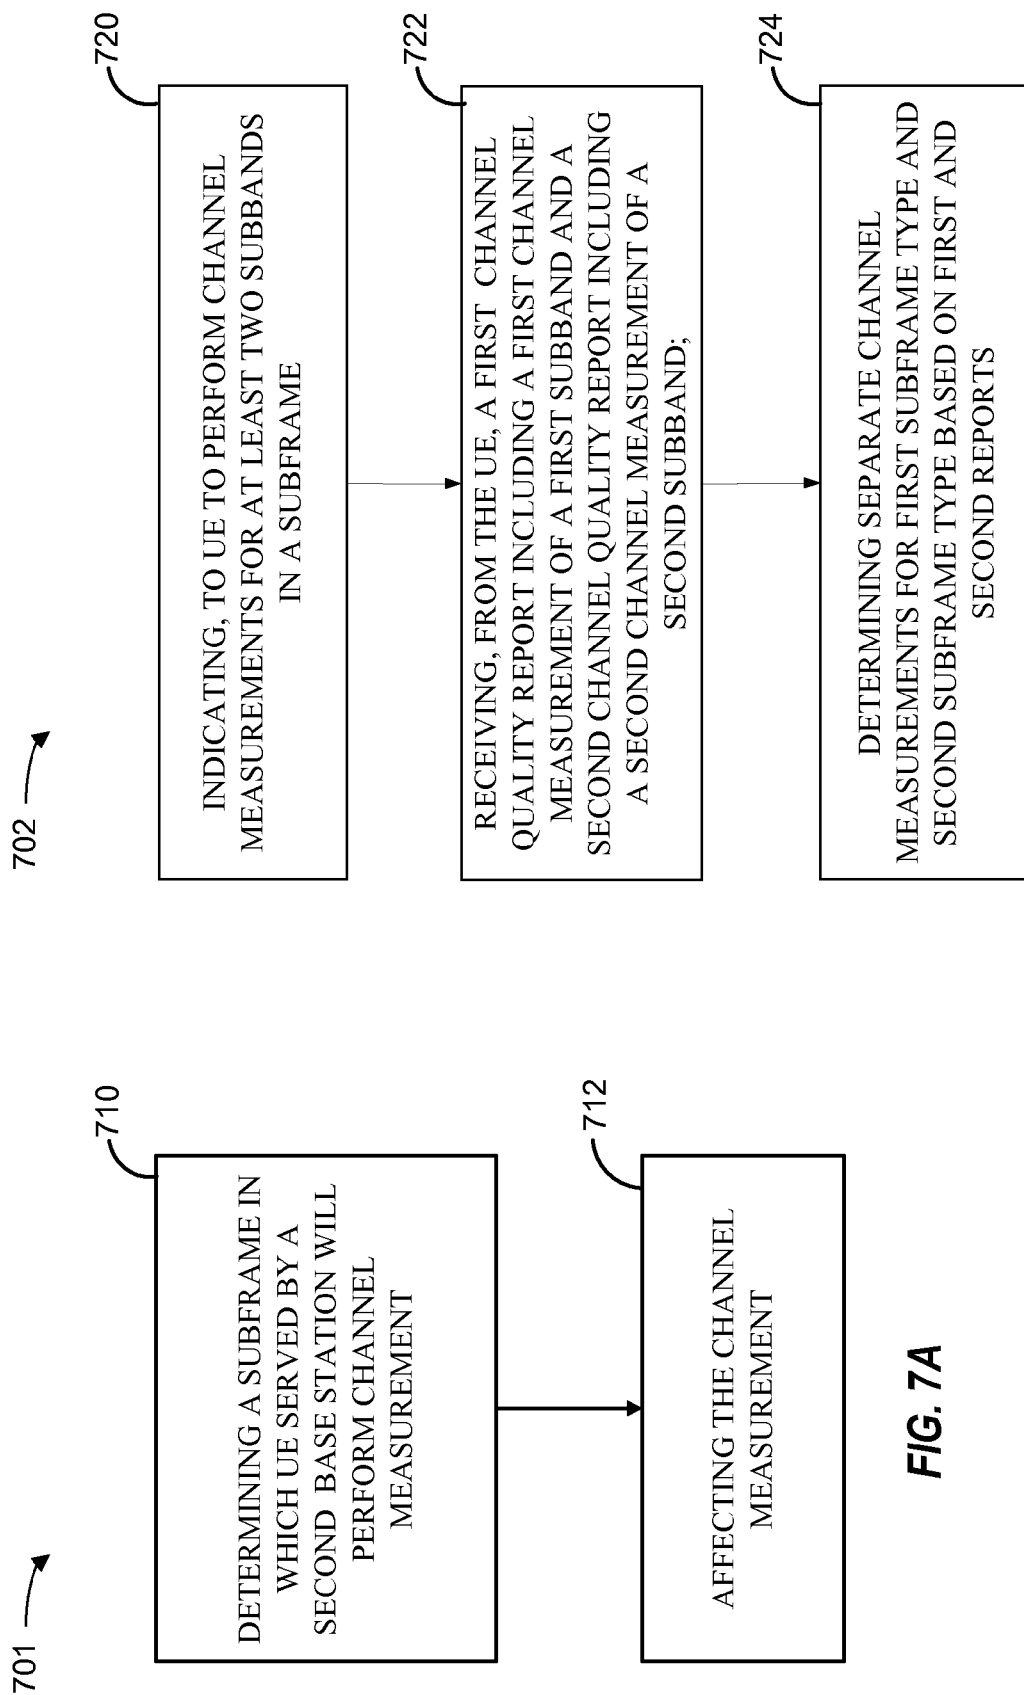 701
710
DETERMINING A SUBFRAME IN
WHICH UE SERVED BY A
SECOND BASE STATION WILL
PERFORM CHANNEL
MEASUREMENT
712
AFFECTING THE CHANNEL
MEASUREMENT
FIG. 7A
702
720
INDICATING, TO UE TO PERFORM CHANNEL
MEASUREMENTS FOR AT LEAST TWO SUBBANDS
IN A SUBFRAME
722
RECEIVING, FROM THE UE, A FIRST CHANNEL
QUALITY REPORT INCLUDING A FIRST CHANNEL
MEASUREMENT OF A FIRST SUBBAND AND A
SECOND CHANNEL QUALITY REPORT INCLUDING
A SECOND CHANNEL MEASUREMENT OF A
SECOND SUBBAND;
724
DETERMINING SEPARATE CHANNEL
MEASUREMENTS FOR FIRST SUBFRAME TYPE AND
SECOND SUBFRAME TYPE BASED ON FIRST AND
SECOND REPORTS